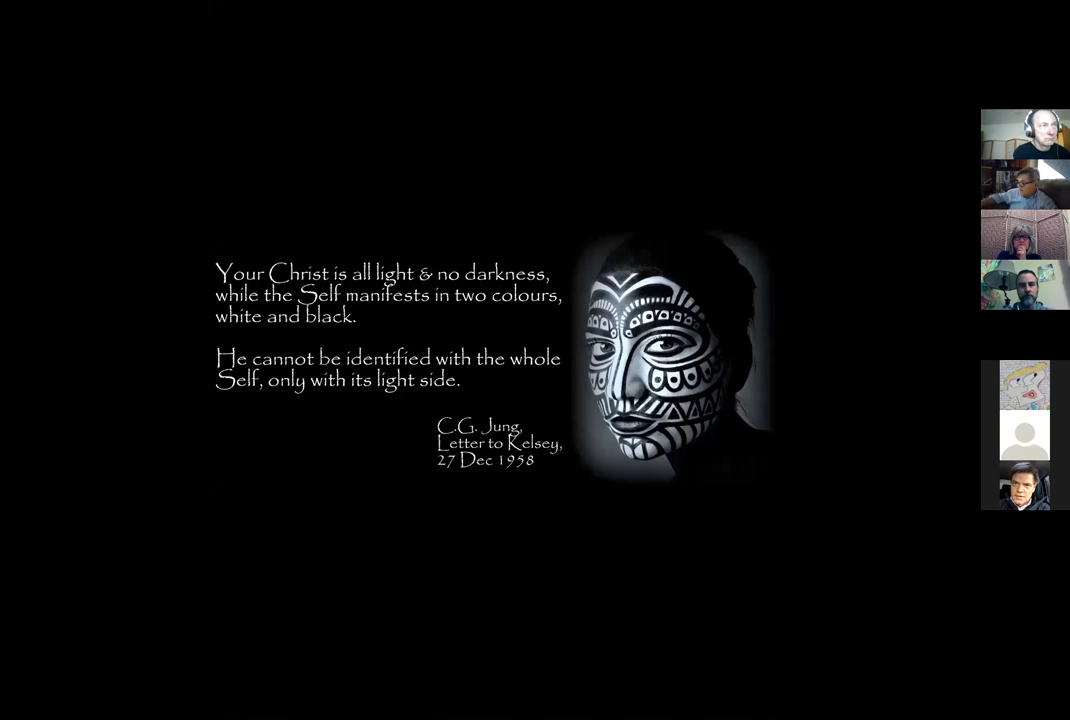 Your Christ is all light & no darkness,
while the Self manifests in two colours,
white and black.
He cannot be identified with the whole
Self, only with its light side.
C.G. Jung,
Letter to Kelsey,
27 Dec 1958